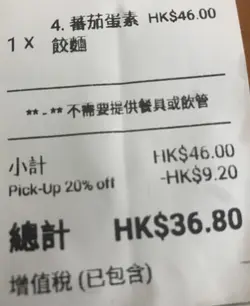 4. 蕃茄蛋素 HK$46.00
1 X 餃麵
** - ** 不需要提供餐具或飲管
小計 HK$46.00
Pick-Up 20% off -HK$9.20
總計 HK$36.80
增值稅 (已包含)